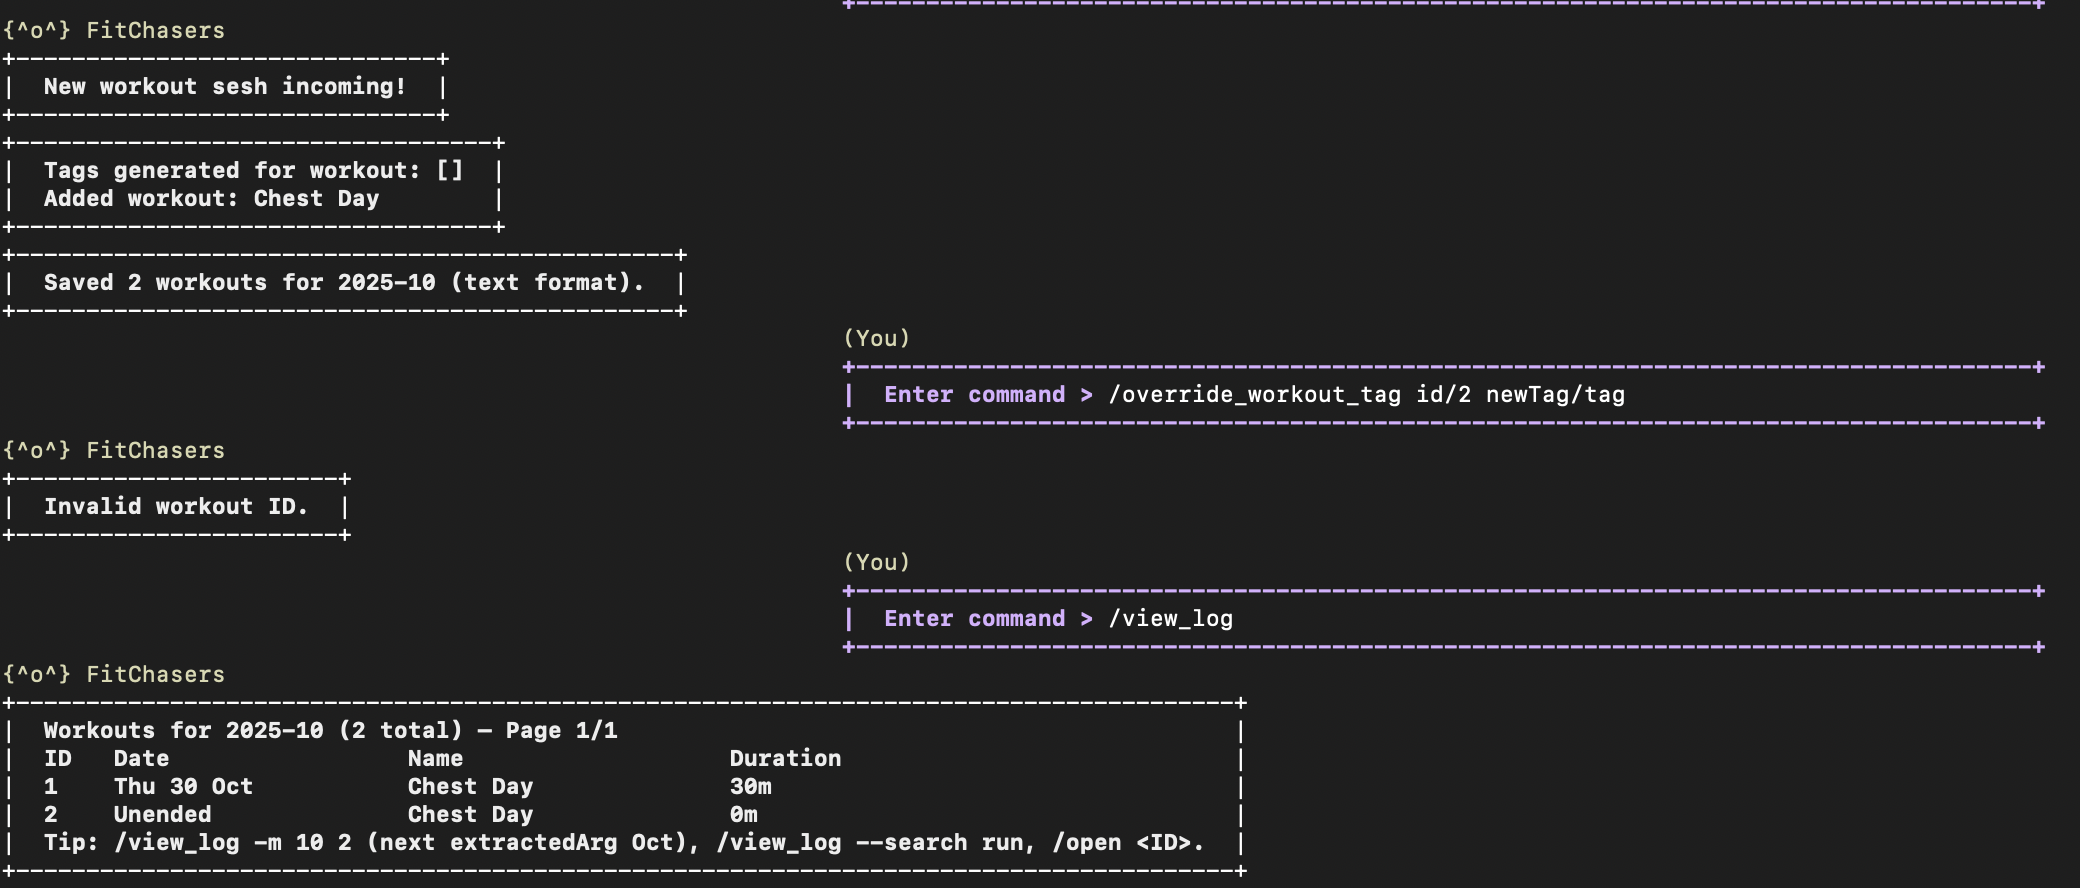 +-------------------------------------------------------------------------------------+
{^o^} FitChasers
+------------------------------+
|  New workout sesh incoming!  |
+------------------------------+
+----------------------------------+
|  Tags generated for workout: []  |
|  Added workout: Chest Day        |
+----------------------------------+
+-----------------------------------------------+
|  Saved 2 workouts for 2025-10 (text format).  |
+-----------------------------------------------+
(You)
+-------------------------------------------------------------------------------------+
|  Enter command > /override_workout_tag id/2 newTag/tag
+-------------------------------------------------------------------------------------+
{^o^} FitChasers
+-----------------------+
|  Invalid workout ID.  |
+-----------------------+
(You)
+-------------------------------------------------------------------------------------+
|  Enter command > /view_log
+-------------------------------------------------------------------------------------+
{^o^} FitChasers
+---------------------------------------------------------------------------------------+
|  Workouts for 2025-10 (2 total) — Page 1/1                                            |
|  ID   Date                 Name                   Duration                            |
|  1    Thu 30 Oct           Chest Day              30m                                 |
|  2    Unended              Chest Day              0m                                  |
|  Tip: /view_log -m 10 2 (next extractedArg Oct), /view_log --search run, /open <ID>.  |
+---------------------------------------------------------------------------------------+